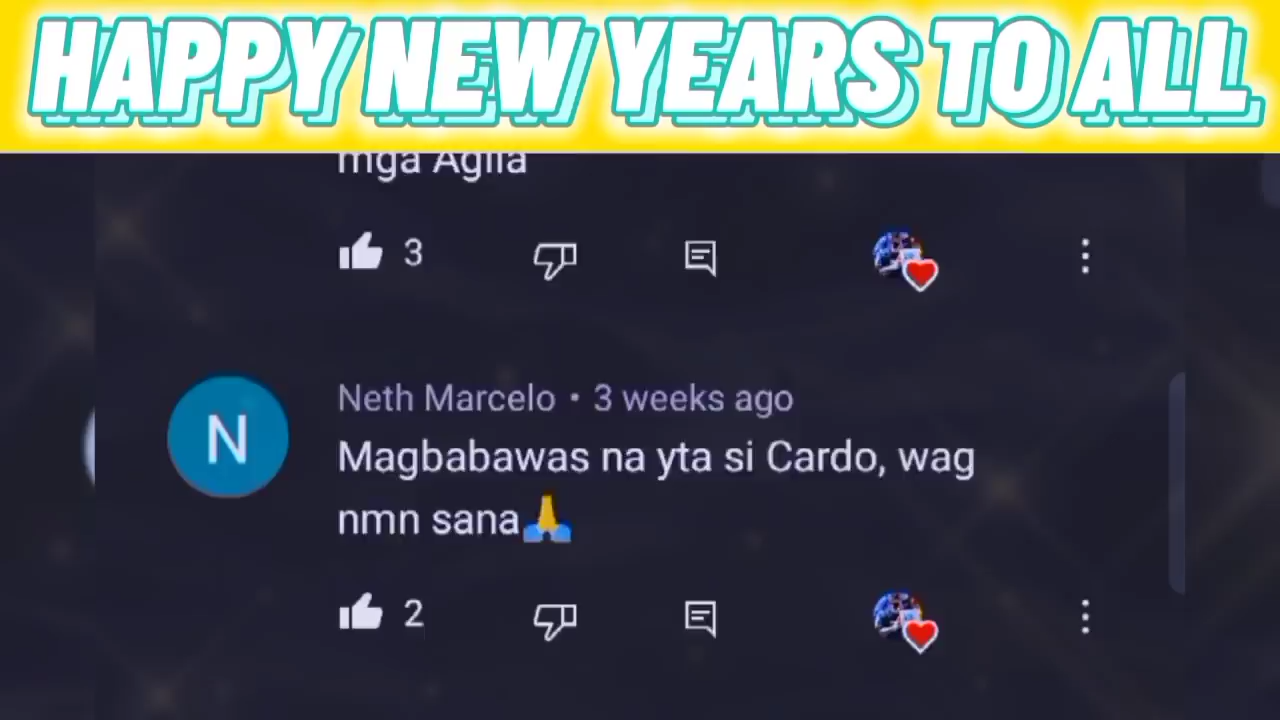 HAPPY NEW YEARS TO ALL
mga Agila
3
N
Neth Marcelo • 3 weeks ago
Magbabawas na yta si Cardo, wag
nmn sana🙏
2